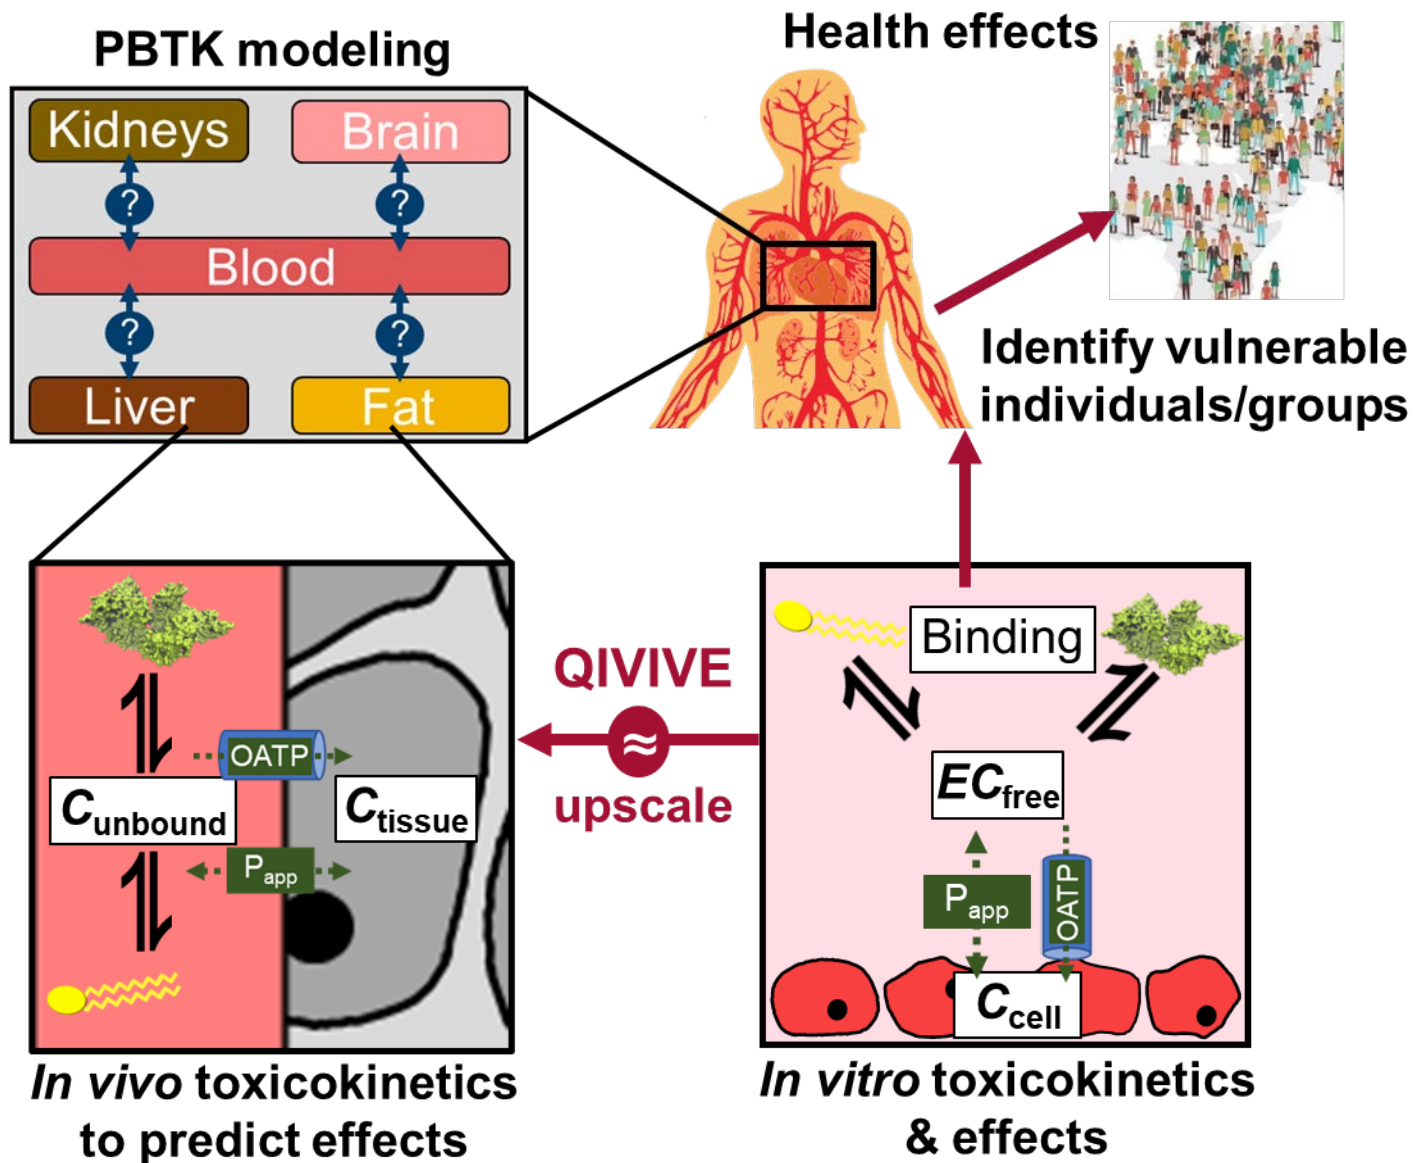 PBTK modeling
Kidneys
Brain
?
?
Blood
?
?
Liver
Fat
Health effects
Identify vulnerable
individuals/groups
OATP
Cunbound
Ctissue
Papp
In vivo toxicokinetics
to predict effects
QIVIVE
≈
upscale
Binding
ECfree
Papp
OATP
Ccell
In vitro toxicokinetics
& effects